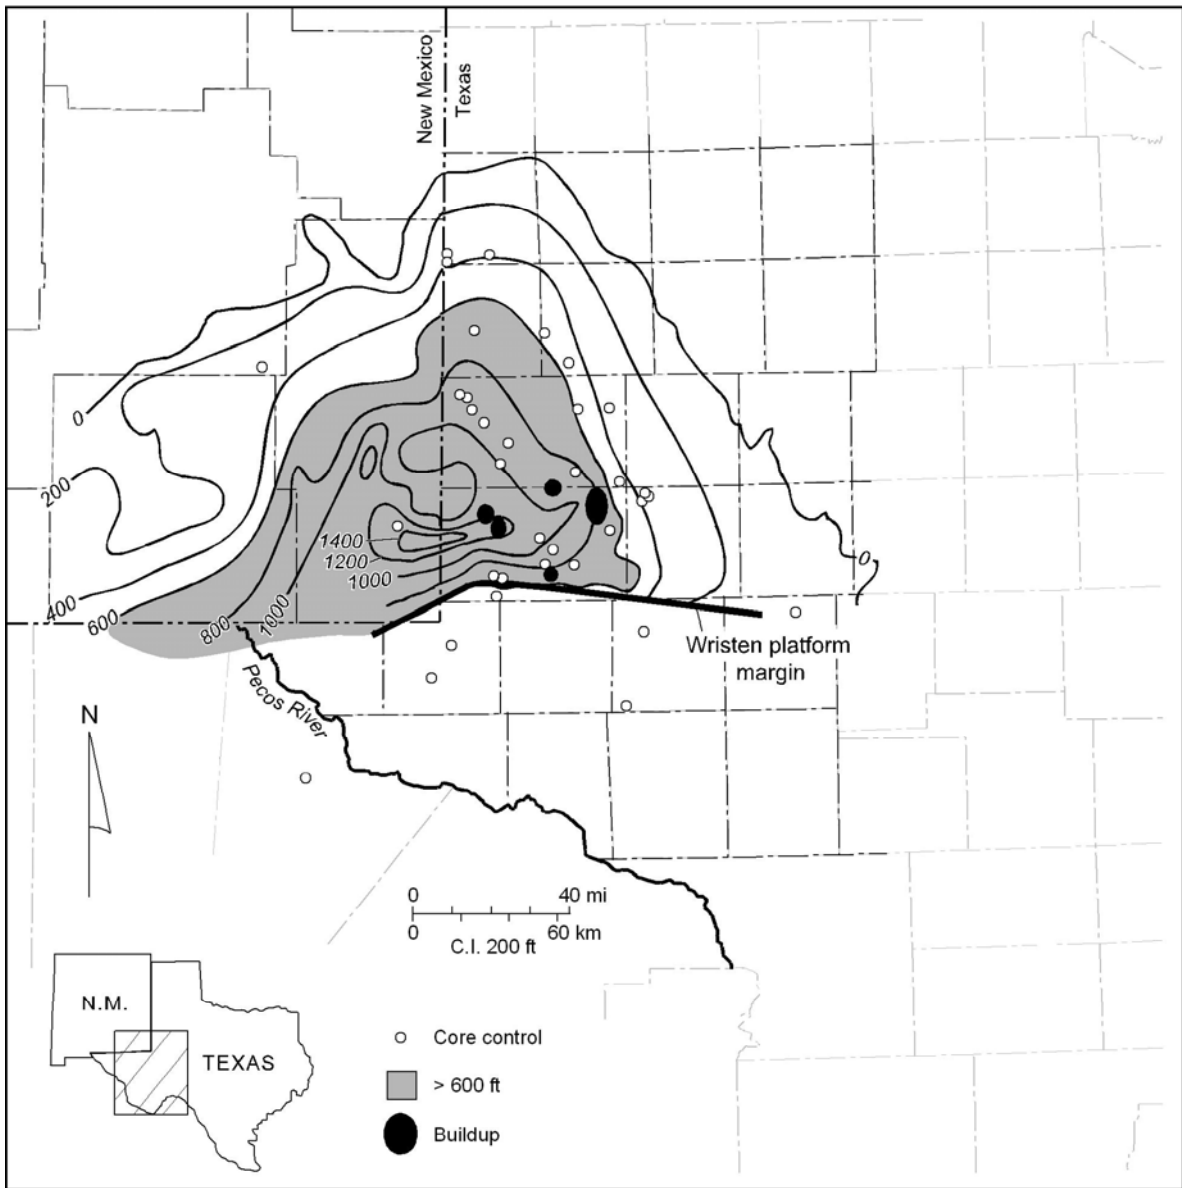 New Mexico
Texas
0
200
400
600
800
1000
1400
1200
1000
0
Wristen platform
margin
Pecos River
N
0 40 mi
0 60 km
C.I. 200 ft
N.M.
TEXAS
Core control
> 600 ft
Buildup